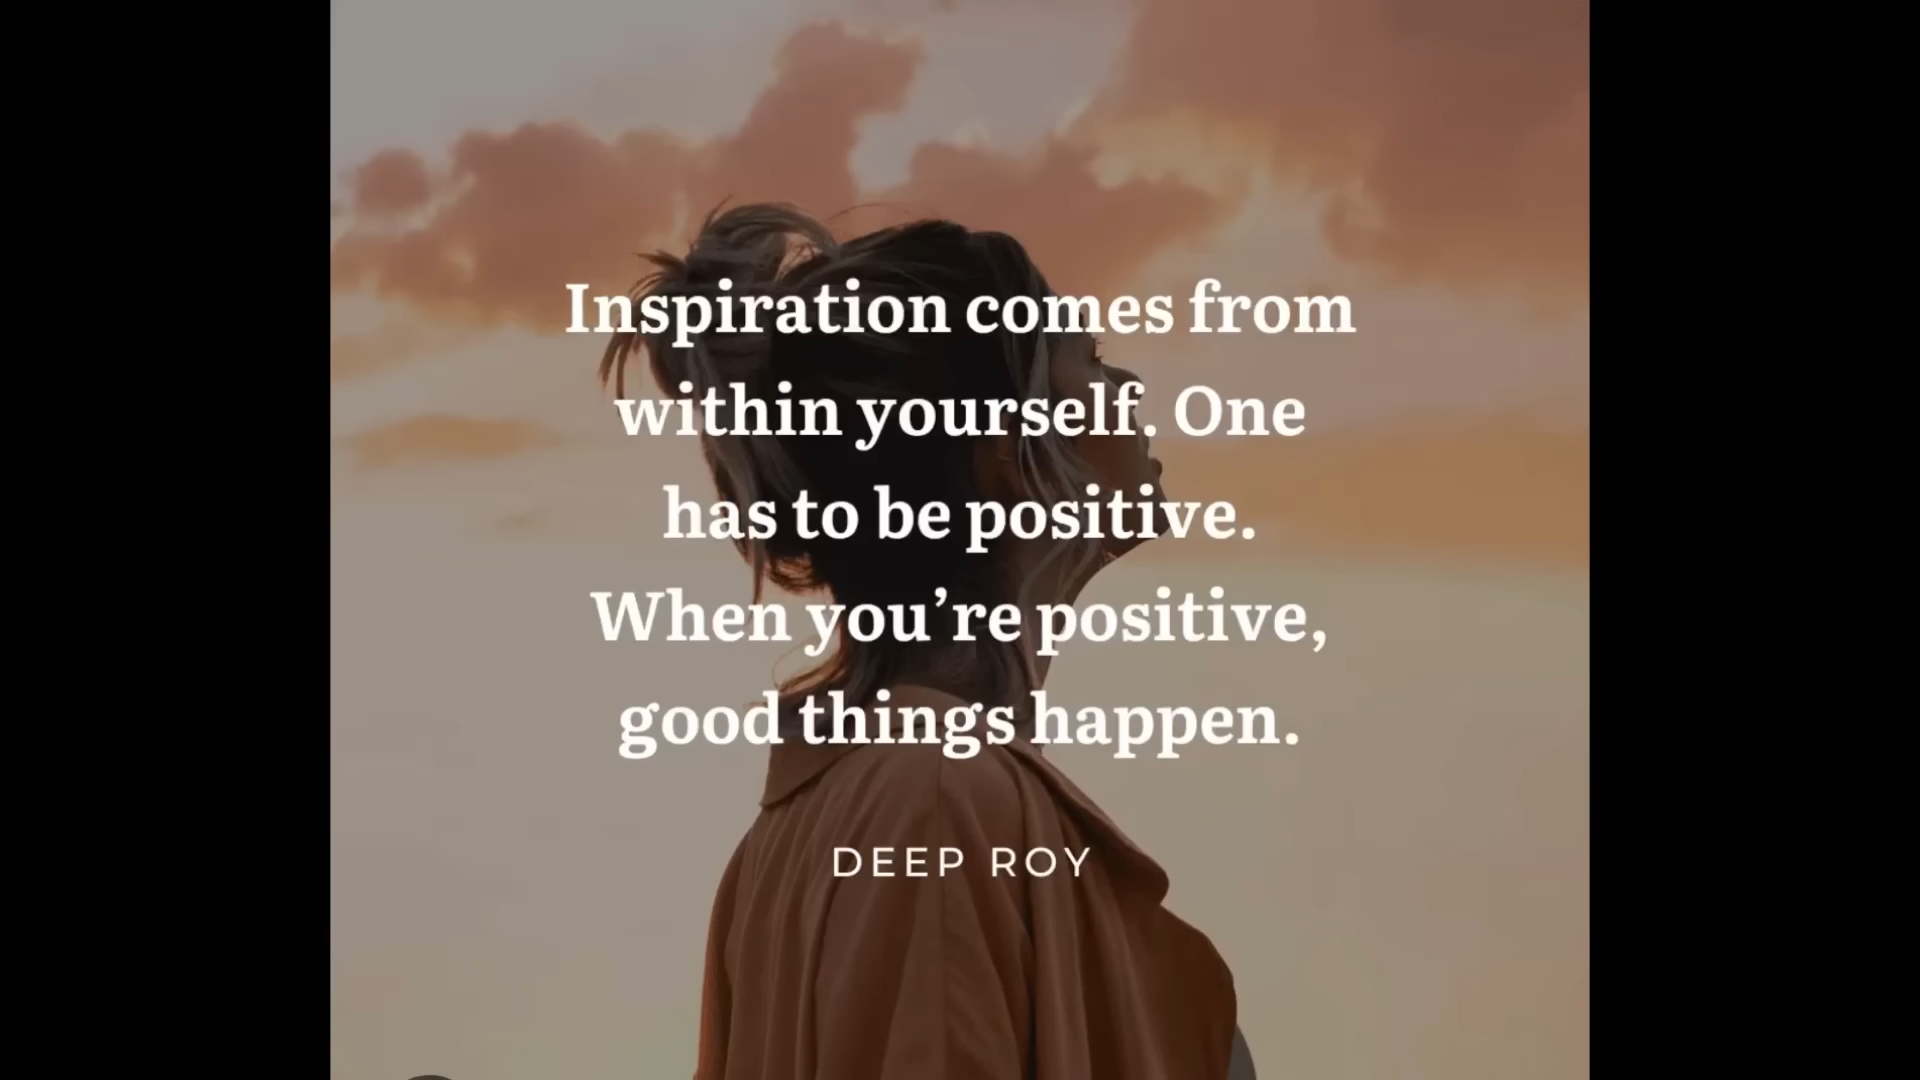 Inspiration comes from
within yourself. One
has to be positive.
When you’re positive,
good things happen.
DEEP ROY